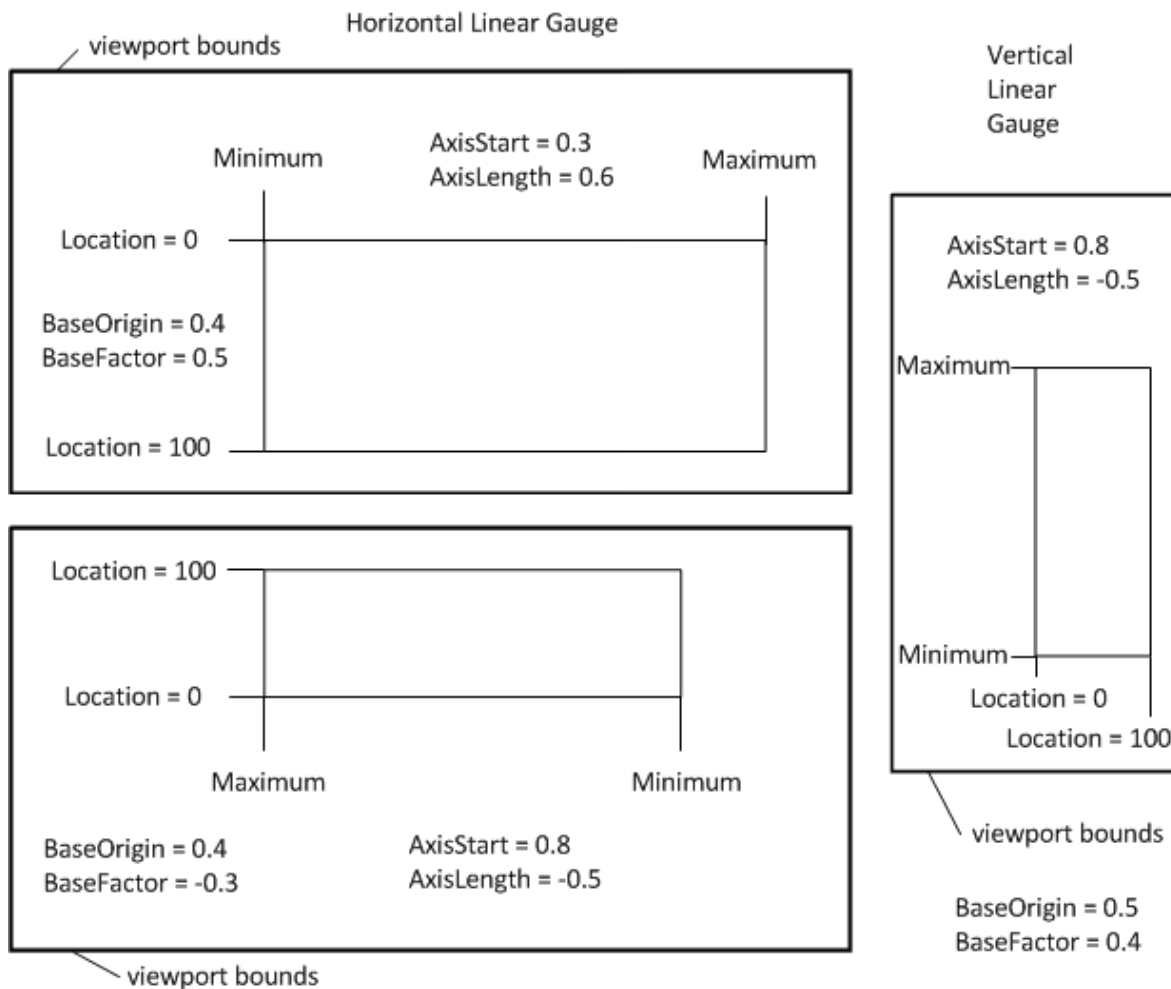 Horizontal Linear Gauge
viewport bounds
AxisStart = 0.3
AxisLength = 0.6
Minimum
Maximum
Location = 0
BaseOrigin = 0.4
BaseFactor = 0.5
Location = 100
Location = 100
Location = 0
Maximum
Minimum
BaseOrigin = 0.4
BaseFactor = -0.3
AxisStart = 0.8
AxisLength = -0.5
viewport bounds
Vertical
Linear
Gauge
AxisStart = 0.8
AxisLength = -0.5
Maximum
Minimum
Location = 0
Location = 100
viewport bounds
BaseOrigin = 0.5
BaseFactor = 0.4